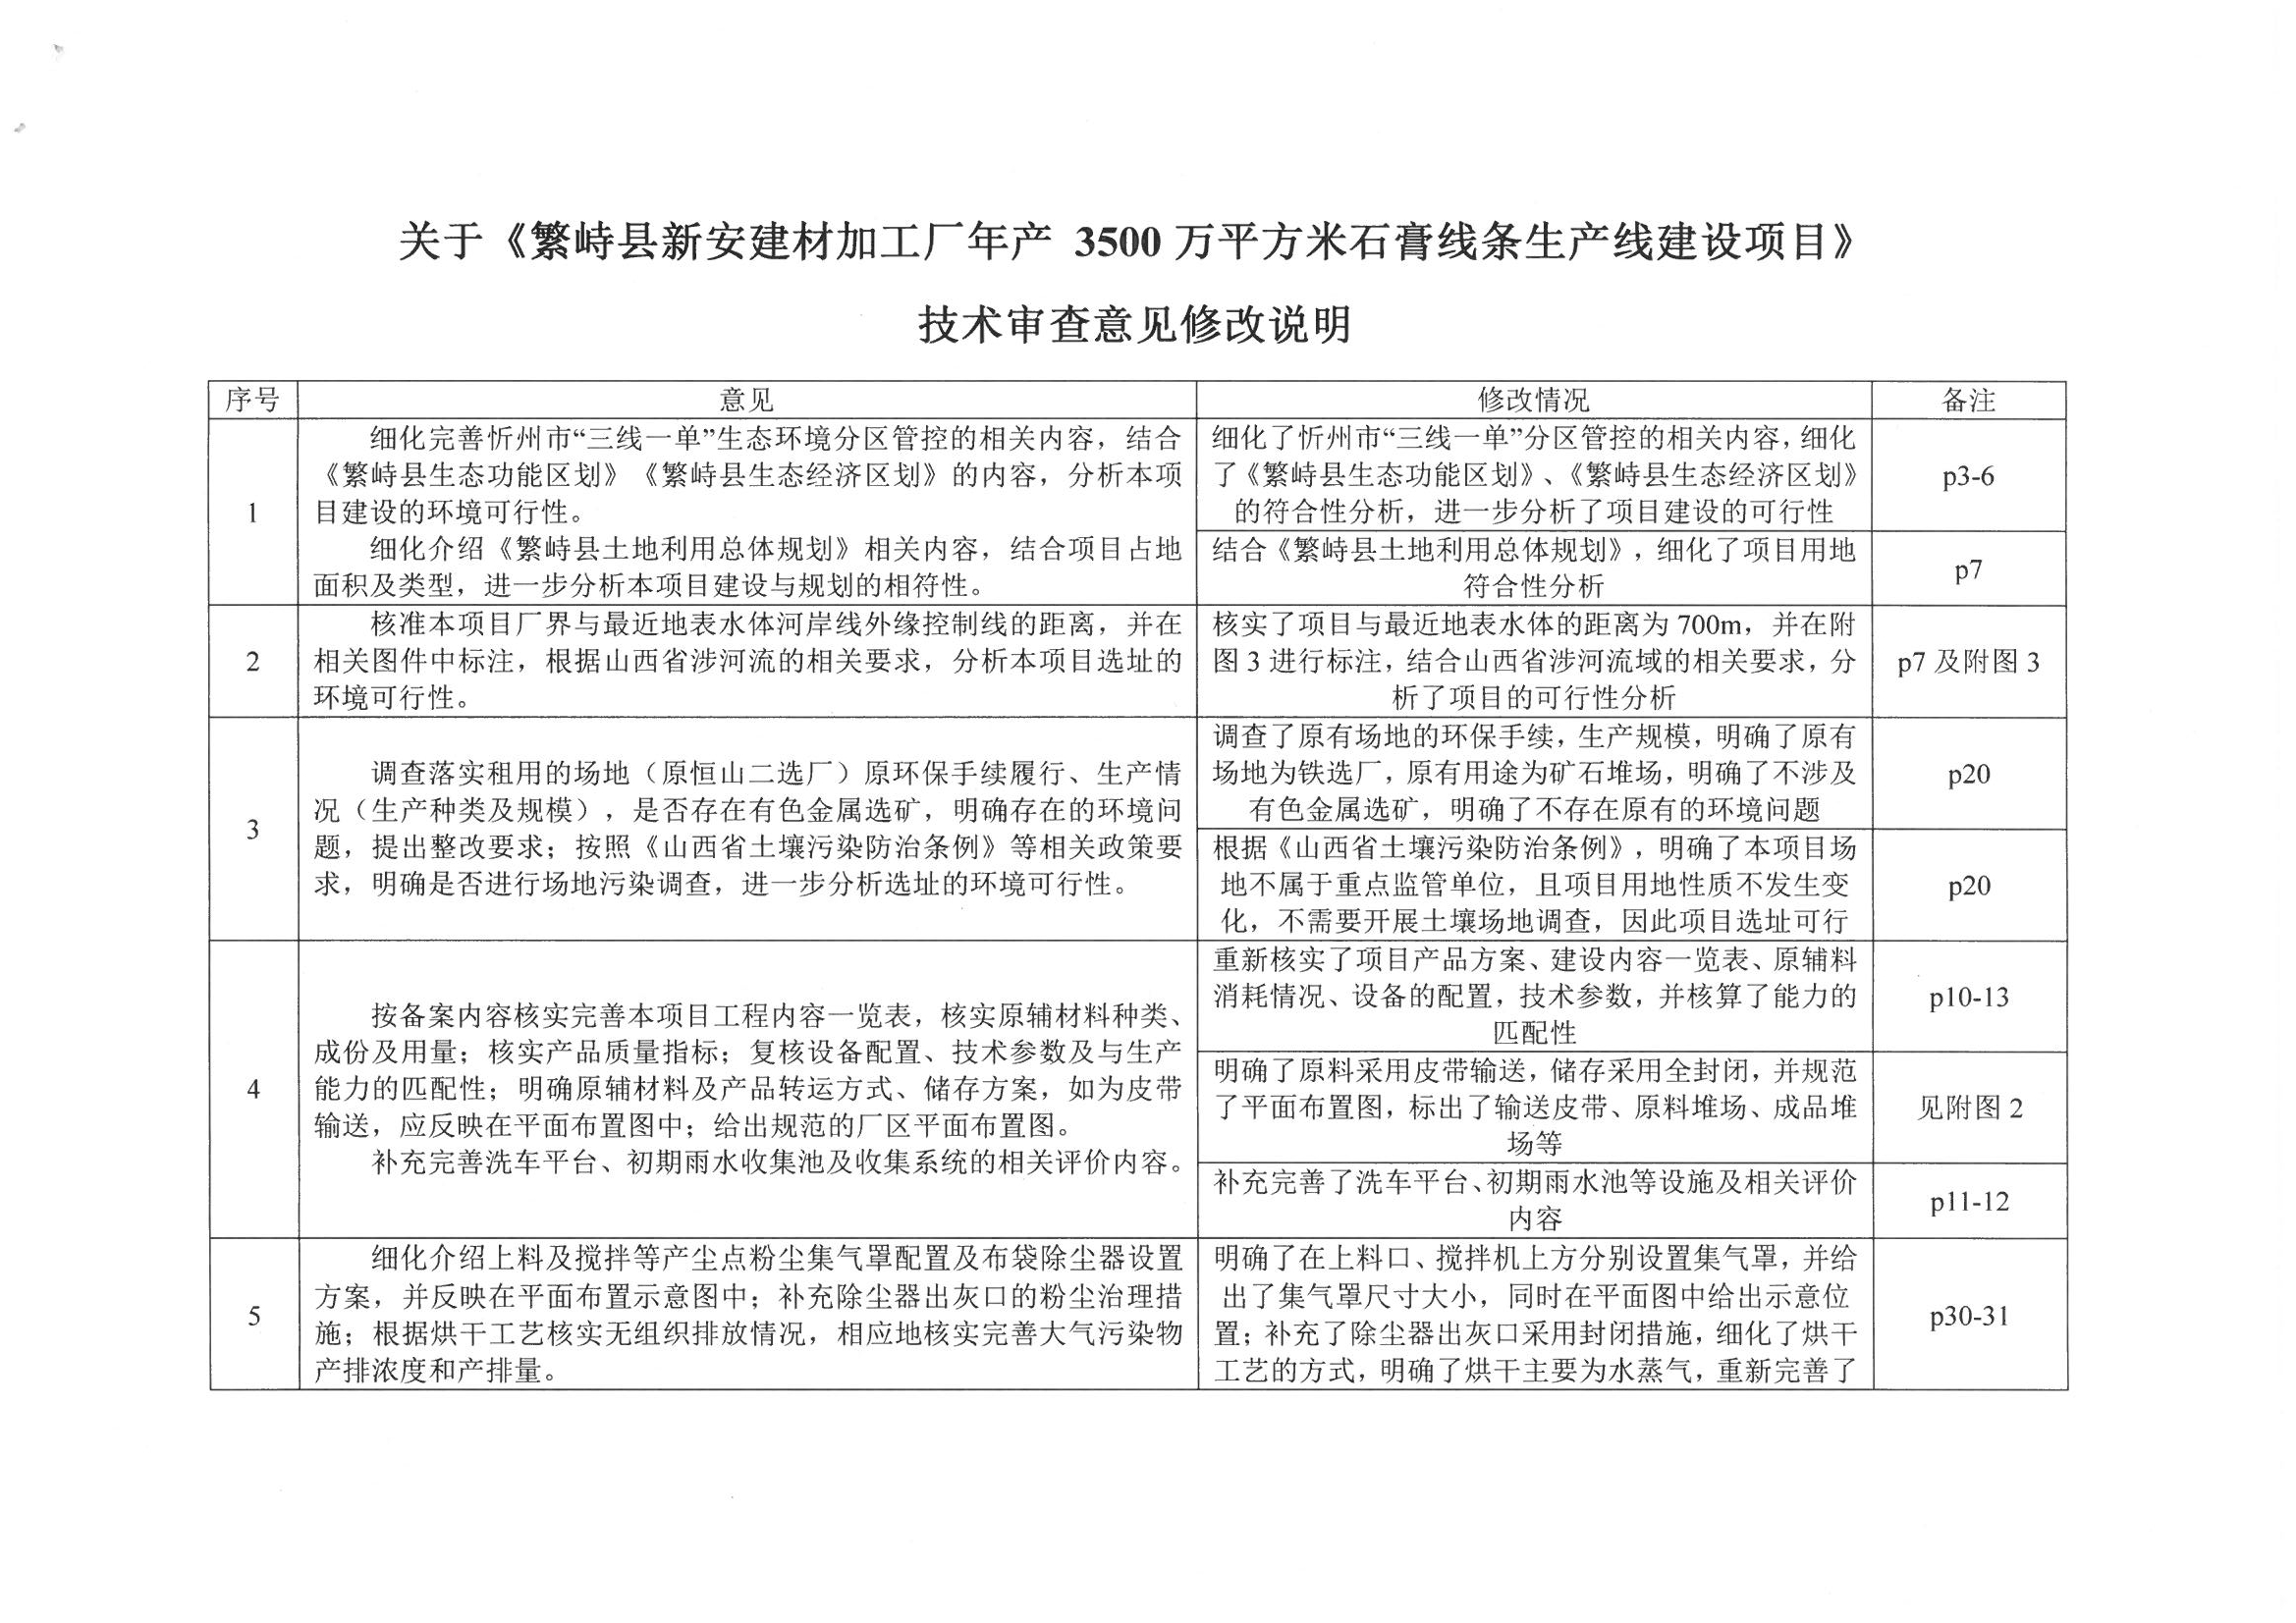 关于《繁峙县新安建材加工厂年产 3500 万平方米石膏线条生产线建设项目》
技术审查意见修改说明
序号
意见
修改情况
备注
1
细化完善忻州市“三线一单”生态环境分区管控的相关内容，结合
《繁峙县生态功能区划》《繁峙县生态经济区划》的内容，分析本项
目建设的环境可行性。
细化介绍《繁峙县土地利用总体规划》相关内容，结合项目占地
面积及类型，进一步分析本项目建设与规划的相符性。
细化了忻州市“三线一单”分区管控的相关内容，细化
了《繁峙县生态功能区划》、《繁峙县生态经济区划》
的符合性分析，进一步分析了项目建设的可行性
p3-6
结合《繁峙县土地利用总体规划》，细化了项目用地
符合性分析
p7
2
核准本项目厂界与最近地表水体河岸线外缘控制线的距离，并在
相关图件中标注，根据山西省涉河流的相关要求，分析本项目选址的
环境可行性。
核实了项目与最近地表水体的距离为 700m，并在附
图 3 进行标注，结合山西省涉河流域的相关要求，分
析了项目的可行性分析
p7 及附图 3
3
调查落实租用的场地（原恒山二选厂）原环保手续履行、生产情
况（生产种类及规模），是否存在有色金属选矿，明确存在的环境问
题，提出整改要求；按照《山西省土壤污染防治条例》等相关政策要
求，明确是否进行场地污染调查，进一步分析选址的环境可行性。
调查了原有场地的环保手续，生产规模，明确了原有
场地为铁选厂，原有用途为矿石堆场，明确了不涉及
有色金属选矿，明确了不存在原有的环境问题
p20
根据《山西省土壤污染防治条例》，明确了本项目场
地不属于重点监管单位，且项目用地性质不发生变
化，不需要开展土壤场地调查，因此项目选址可行
p20
4
按备案内容核实完善本项目工程内容一览表，核实原辅材料种类、
成份及用量；核实产品质量指标；复核设备配置、技术参数及与生产
能力的匹配性；明确原辅材料及产品转运方式、储存方案，如为皮带
输送，应反映在平面布置图中；给出规范的厂区平面布置图。
补充完善洗车平台、初期雨水收集池及收集系统的相关评价内容。
重新核实了项目产品方案、建设内容一览表、原辅料
消耗情况、设备的配置，技术参数，并核算了能力的
匹配性
p10-13
明确了原料采用皮带输送，储存采用全封闭，并规范
了平面布置图，标出了输送皮带、原料堆场、成品堆
场等
见附图 2
补充完善了洗车平台、初期雨水池等设施及相关评价
内容
p11-12
5
细化介绍上料及搅拌等产尘点粉尘集气罩配置及布袋除尘器设置
方案，并反映在平面布置示意图中；补充除尘器出灰口的粉尘治理措
施；根据烘干工艺核实无组织排放情况，相应地核实完善大气污染物
产排浓度和产排量。
明确了在上料口、搅拌机上方分别设置集气罩，并给
出了集气罩尺寸大小，同时在平面图中给出示意位
置；补充了除尘器出灰口采用封闭措施，细化了烘干
工艺的方式，明确了烘干主要为水蒸气，重新完善了
p30-31